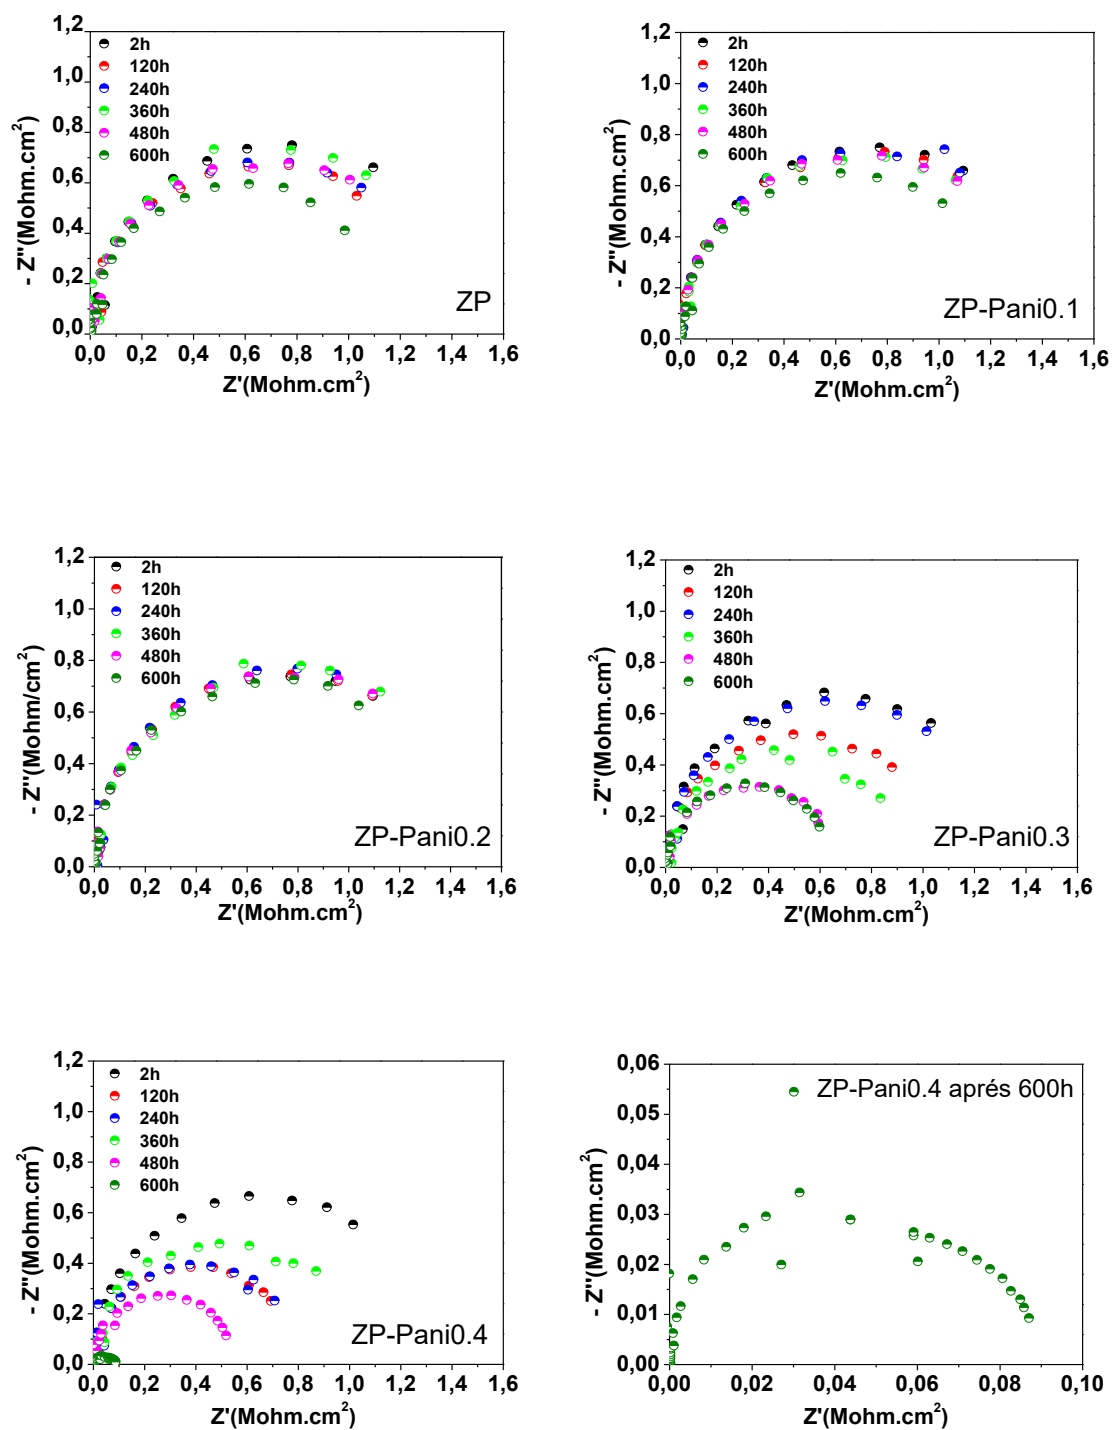 1,2
1,0
0,8
0,6
0,4
0,2
0,0
- Z''(Mohm.cm²)
2h
120h
240h
360h
480h
600h
ZP
0,0 0,2 0,4 0,6 0,8 1,0 1,2 1,4 1,6
Z'(Mohm.cm²)
1,2
1,0
0,8
0,6
0,4
0,2
0,0
- Z''(Mohm.cm²)
2h
120h
240h
360h
480h
600h
ZP-Pani0.1
0,0 0,2 0,4 0,6 0,8 1,0 1,2 1,4 1,6
Z'(Mohm.cm²)
1,2
1,0
0,8
0,6
0,4
0,2
0,0
- Z''(Mohm/cm²)
2h
120h
240h
360h
480h
600h
ZP-Pani0.2
0,0 0,2 0,4 0,6 0,8 1,0 1,2 1,4 1,6
Z'(Mohm.cm²)
1,2
1,0
0,8
0,6
0,4
0,2
0,0
- Z''(Mohm.cm²)
2h
120h
240h
360h
480h
600h
ZP-Pani0.3
0,0 0,2 0,4 0,6 0,8 1,0 1,2 1,4 1,6
Z'(Mohm.cm²)
1,2
1,0
0,8
0,6
0,4
0,2
0,0
- Z''(Mohm.cm²)
2h
120h
240h
360h
480h
600h
ZP-Pani0.4
0,0 0,2 0,4 0,6 0,8 1,0 1,2 1,4 1,6
Z'(Mohm.cm²)
0,06
0,05
0,04
0,03
0,02
0,01
0,00
- Z''(Mohm.cm²)
ZP-Pani0.4 aprés 600h
0,00 0,02 0,04 0,06 0,08 0,10
Z'(Mohm.cm²)